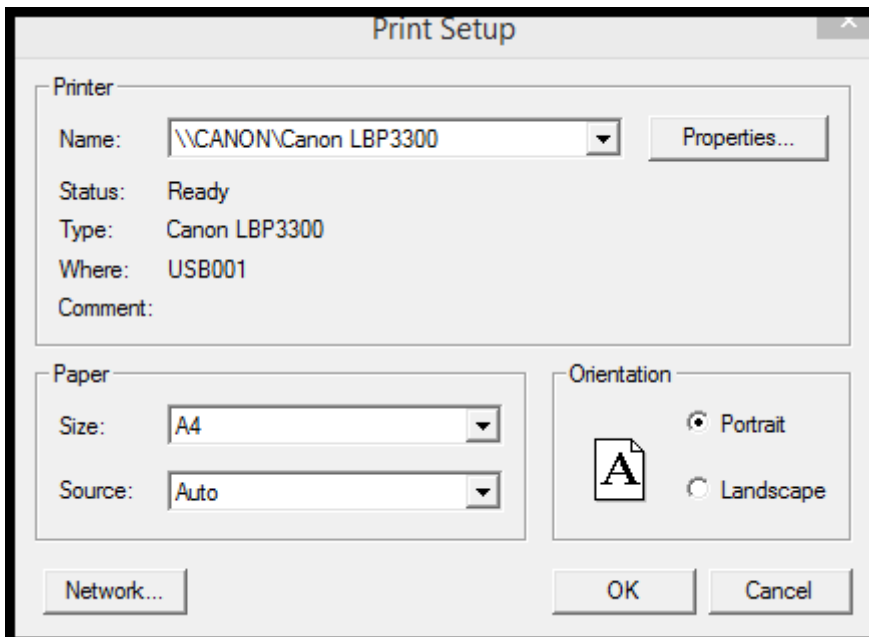 Print Setup
Printer
Name: \\CANON\Canon LBP3300 Properties...
Status: Ready
Type: Canon LBP3300
Where: USB001
Comment:
Paper
Size: A4
Source: Auto
Orientation
A
Portrait
Landscape
Network... OK Cancel